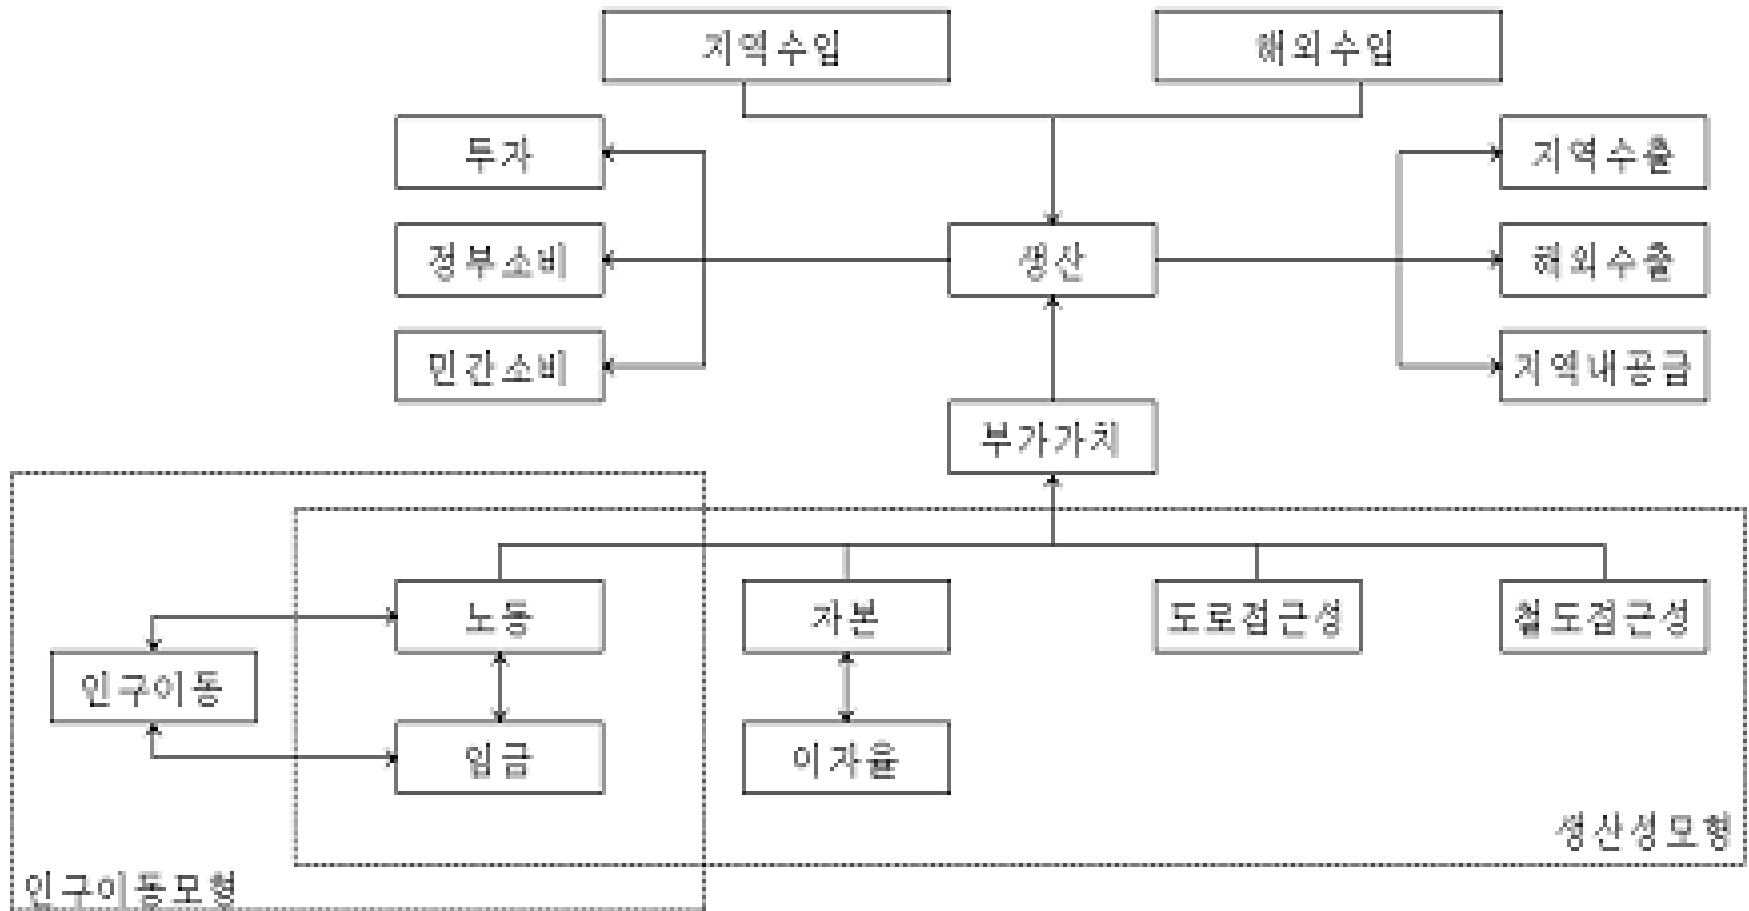 지역수입
해외수입
투자
지역수출
정부소비
생산
해외수출
민간소비
지역내공급
부가가치
노동
자본
도로접근성
철도접근성
인구이동
임금
이자율
생산성모형
인구이동모형